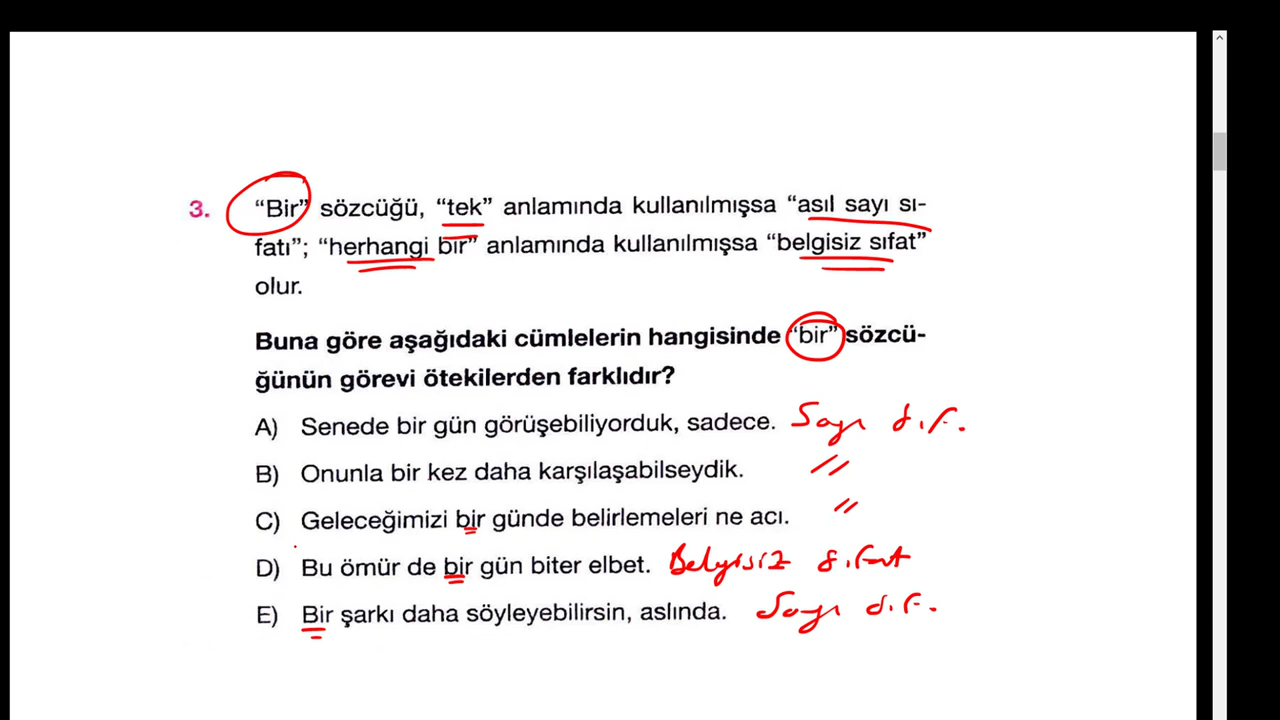 3. "Bir" sözcüğü, "tek" anlamında kullanılmışsa "asıl sayı sı-
fatı"; "herhangi bir" anlamında kullanılmışsa "belgisiz sıfat"
olur.
Buna göre aşağıdaki cümlelerin hangisinde "bir" sözcü-
ğünün görevi ötekilerden farklıdır?
A) Senede bir gün görüşebiliyorduk, sadece. Sayı sıf.
B) Onunla bir kez daha karşılaşabilseydik. //
C) Geleceğimizi bir günde belirlemeleri ne acı. //
D) Bu ömür de bir gün biter elbet. Belgisiz sıfat
E) Bir şarkı daha söyleyebilirsin, aslında. Sayı sıf.